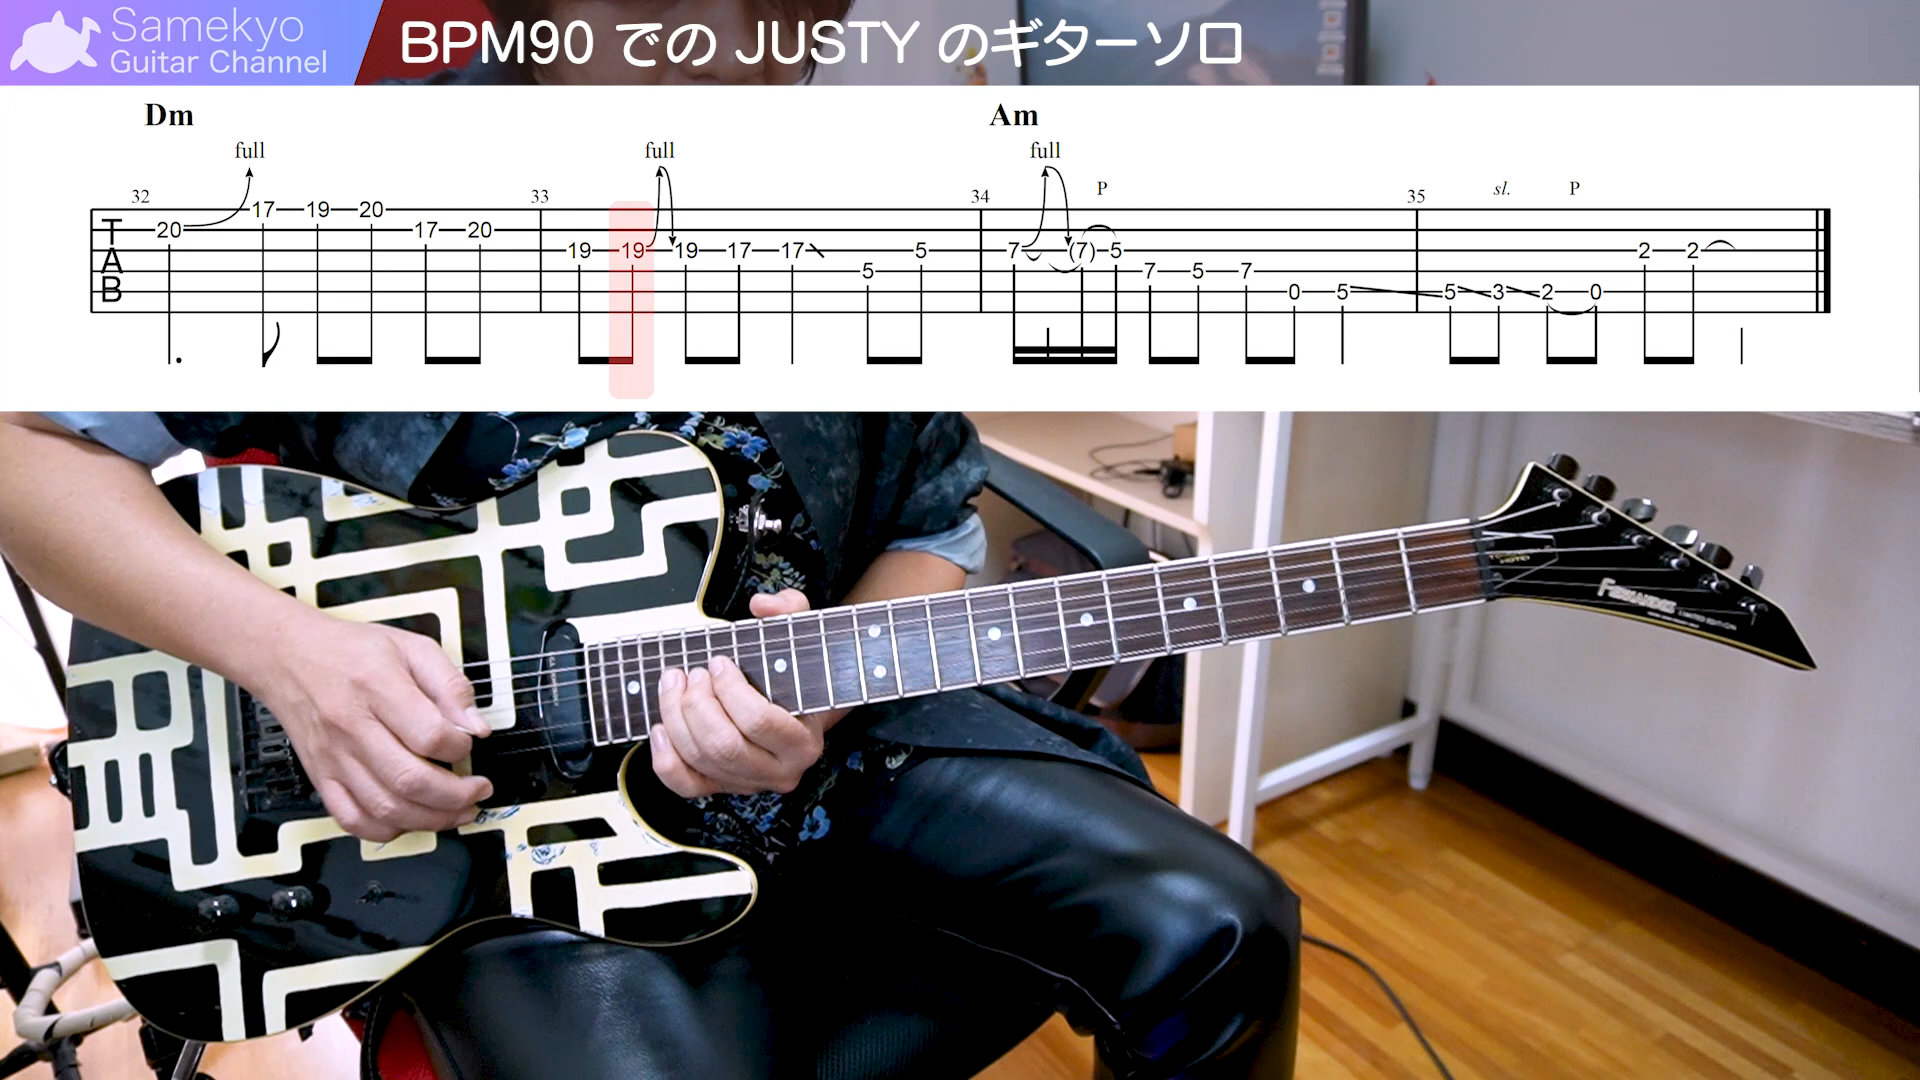 Samekyo
Guitar Channel
BPM90 での JUSTY のギターソロ
Dm Am
full full full
32 33 34 P 35 sl. P
17 19 20
20 17 20
19 19 19 17 17 5 7 (7) 5 2 2
5 7 5 7
0 5 5 3 2 0
T
A
B
FERNANDES